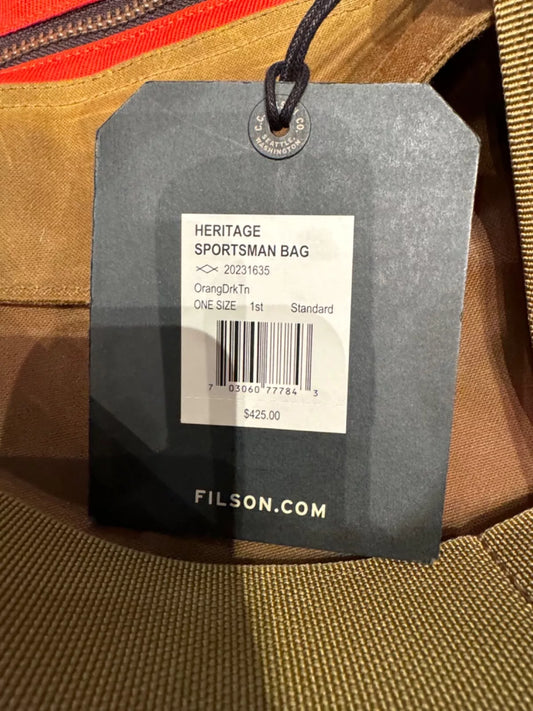 C.C. FILSON CO.
SEATTLE,
WASHINGTON
HERITAGE
SPORTSMAN BAG
20231635
OrangDrkTn
ONE SIZE 1st Standard
7 03060 77784 3
$425.00
FILSON.COM